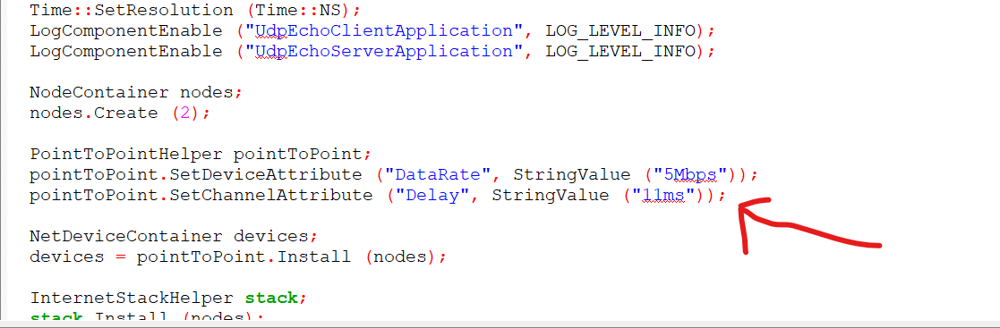 Time::SetResolution (Time::NS);
LogComponentEnable ("UdpEchoClientApplication", LOG_LEVEL_INFO);
LogComponentEnable ("UdpEchoServerApplication", LOG_LEVEL_INFO);
NodeContainer nodes;
nodes.Create (2);
PointToPointHelper pointToPoint;
pointToPoint.SetDeviceAttribute ("DataRate", StringValue ("5Mbps"));
pointToPoint.SetChannelAttribute ("Delay", StringValue ("11ms"));
NetDeviceContainer devices;
devices = pointToPoint.Install (nodes);
InternetStackHelper stack;
stack.Install (nodes);